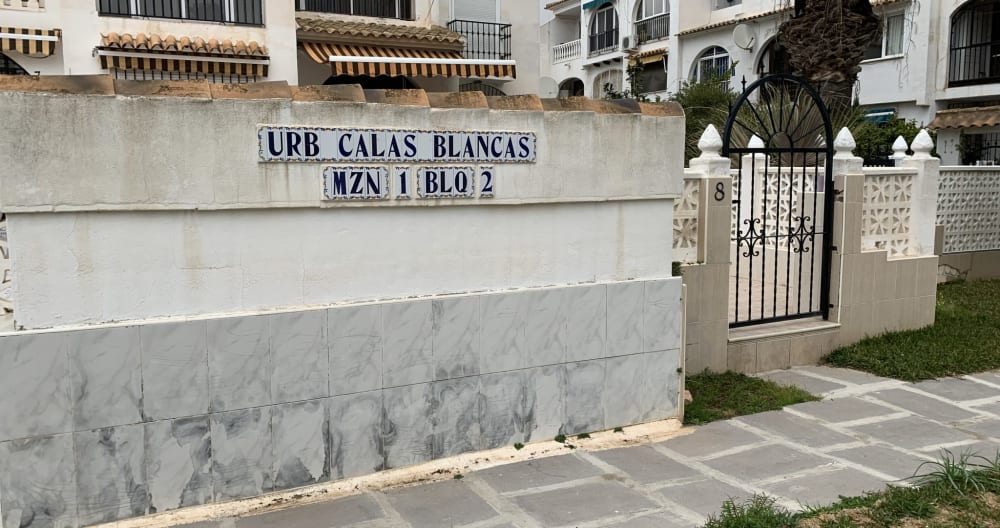 URB CALAS BLANCAS
MZN 1 BLQ 2
8